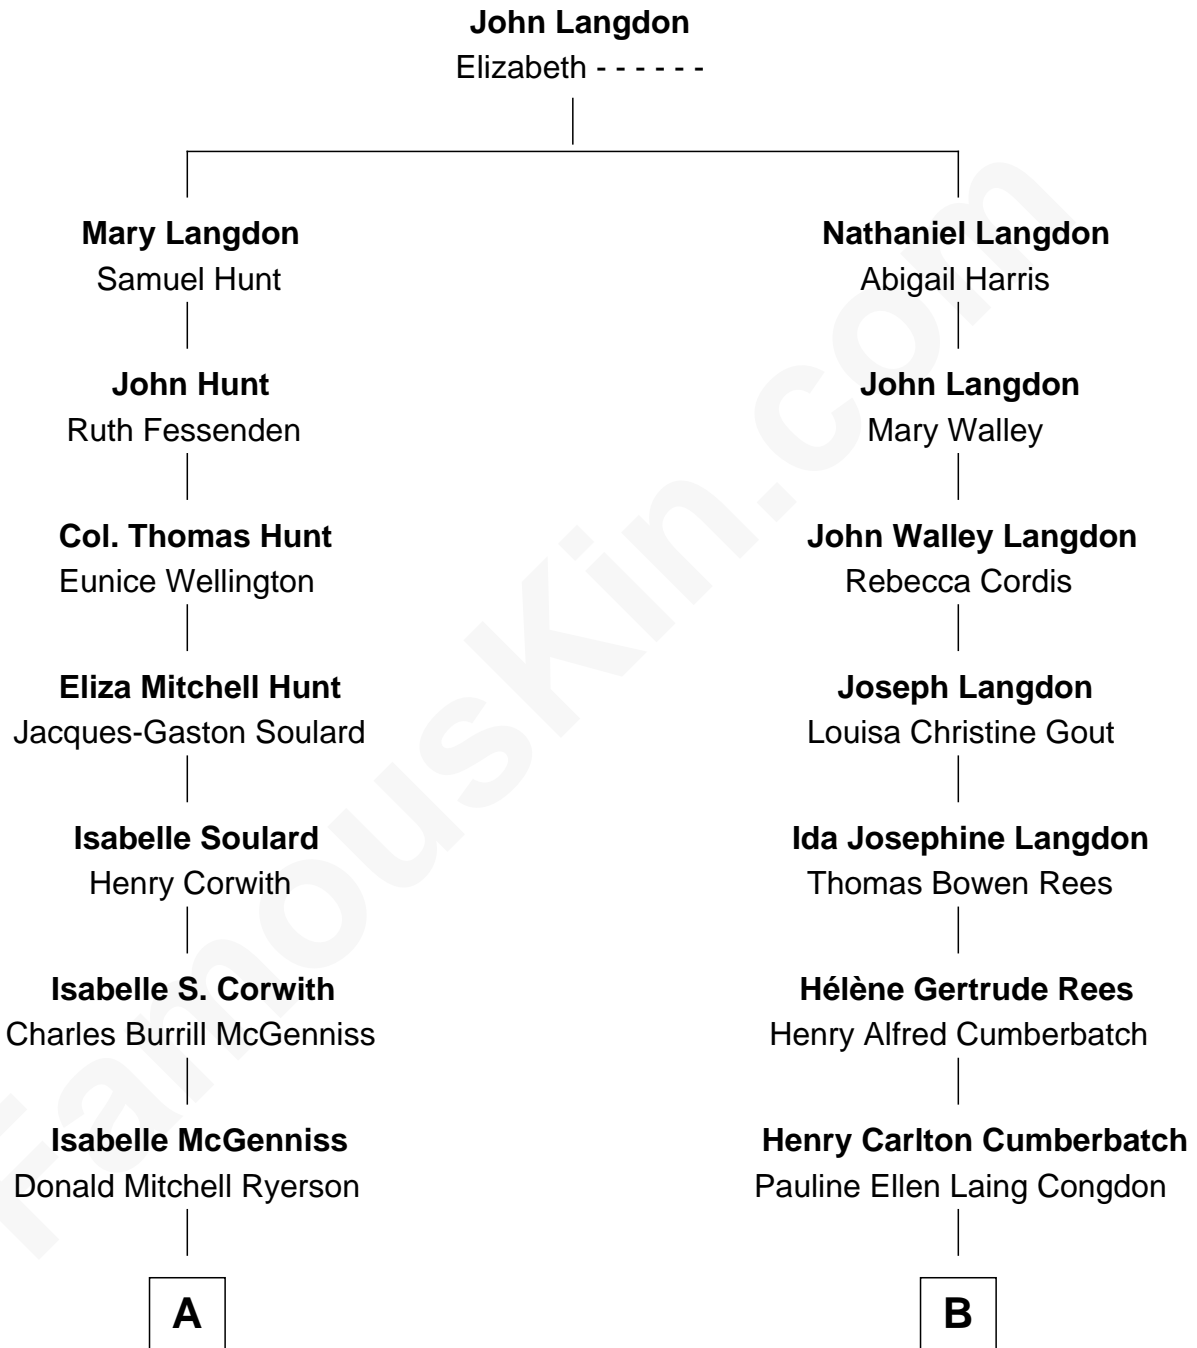 John Langdon
Elizabeth - - - - - -
Mary Langdon
Samuel Hunt
Nathaniel Langdon
Abigail Harris
John Hunt
Ruth Fessenden
John Langdon
Mary Walley
Col. Thomas Hunt
Eunice Wellington
John Walley Langdon
Rebecca Cordis
Eliza Mitchell Hunt
Jacques-Gaston Soulard
Joseph Langdon
Louisa Christine Gout
Isabelle Soulard
Henry Corwith
Ida Josephine Langdon
Thomas Bowen Rees
Isabelle S. Corwith
Charles Burrill McGenniss
Hélène Gertrude Rees
Henry Alfred Cumberbatch
Isabelle McGenniss
Donald Mitchell Ryerson
Henry Carlton Cumberbatch
Pauline Ellen Laing Congdon
A
B
FamousKin.com